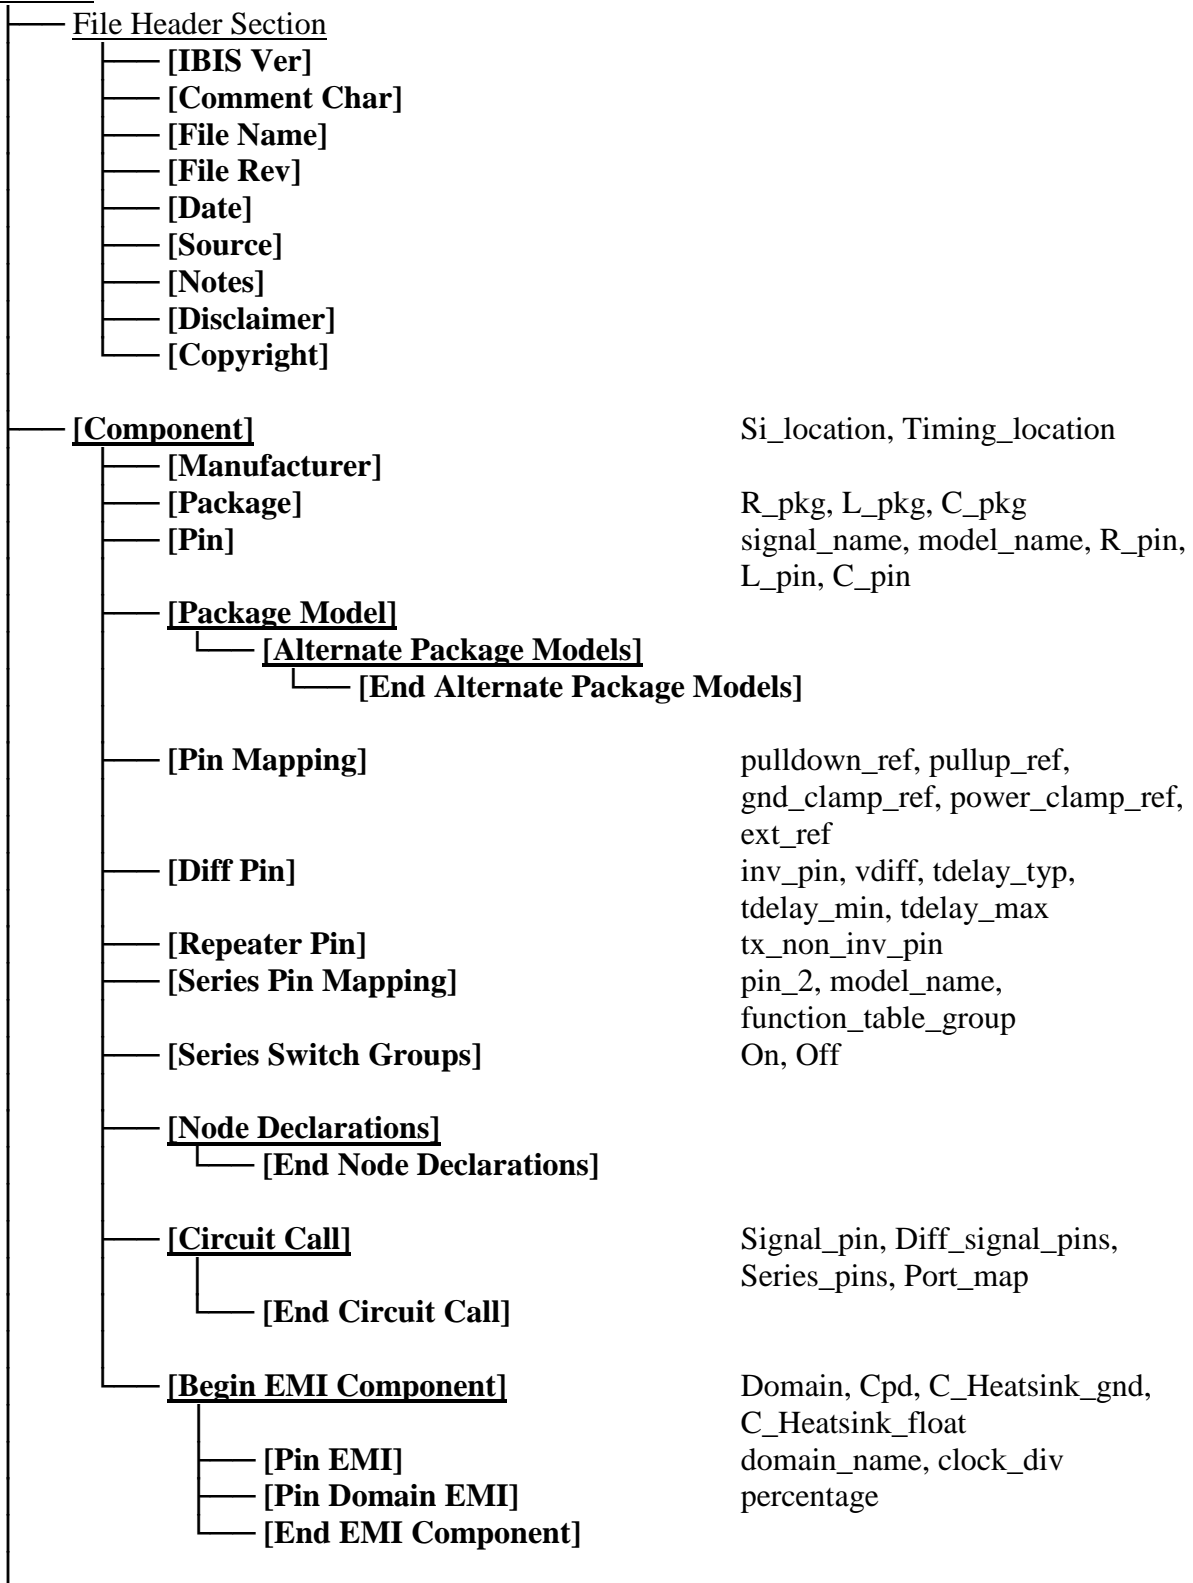 File Header Section
[IBIS Ver]
[Comment Char]
[File Name]
[File Rev]
[Date]
[Source]
[Notes]
[Disclaimer]
[Copyright]
[Component] Si_location, Timing_location
[Manufacturer]
[Package] R_pkg, L_pkg, C_pkg
[Pin] signal_name, model_name, R_pin,
L_pin, C_pin
[Package Model]
[Alternate Package Models]
[End Alternate Package Models]
[Pin Mapping] pulldown_ref, pullup_ref,
gnd_clamp_ref, power_clamp_ref,
ext_ref
[Diff Pin] inv_pin, vdiff, tdelay_typ,
tdelay_min, tdelay_max
[Repeater Pin] tx_non_inv_pin
[Series Pin Mapping] pin_2, model_name,
function_table_group
[Series Switch Groups] On, Off
[Node Declarations]
[End Node Declarations]
[Circuit Call] Signal_pin, Diff_signal_pins,
Series_pins, Port_map
[End Circuit Call]
[Begin EMI Component] Domain, Cpd, C_Heatsink_gnd,
C_Heatsink_float
[Pin EMI] domain_name, clock_div
[Pin Domain EMI] percentage
[End EMI Component]